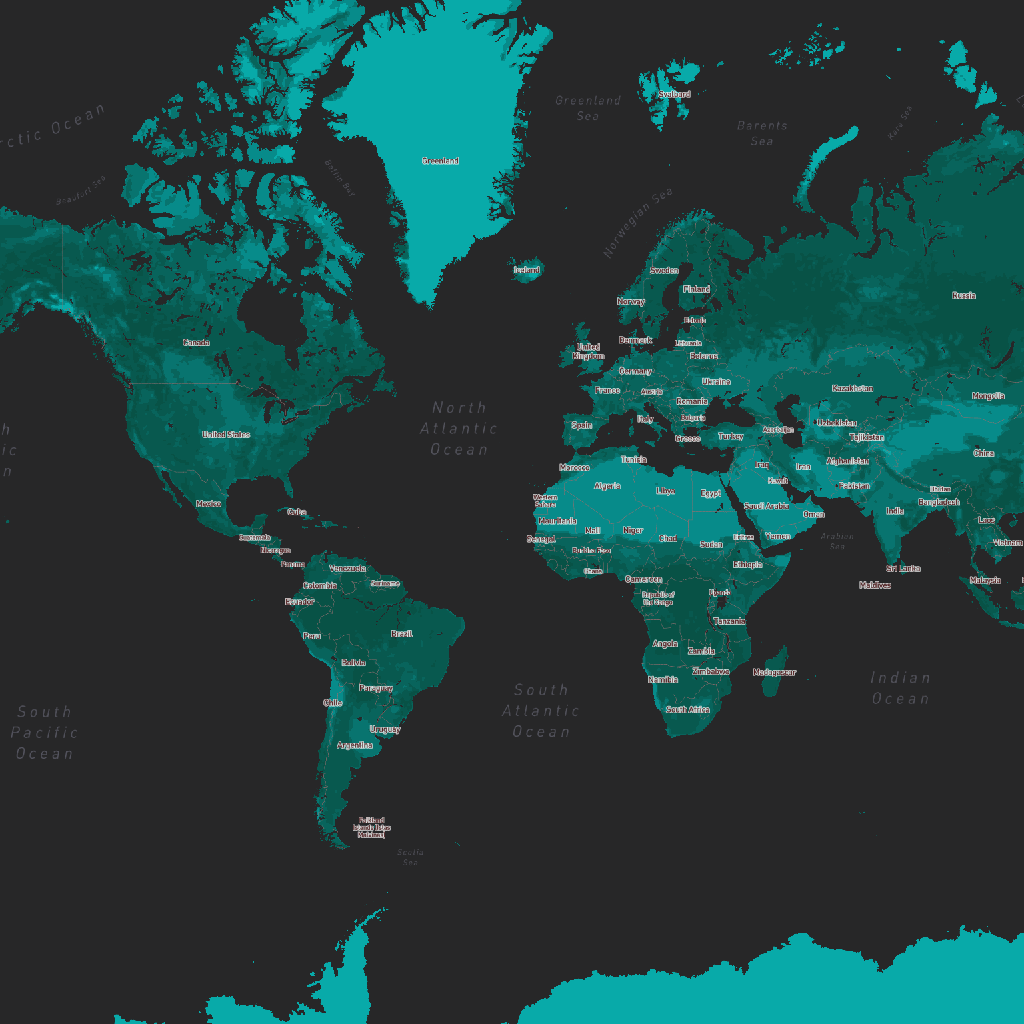 Greenland
Sea
Svalbard
Barents
Sea
Kara Sea
rctic Ocean
Beaufort Sea
Baffin Bay
Greenland
Norwegian Sea
Iceland
Sweden
Finland
Norway
Russia
Canada
United
Kingdom
Denmark
Lithuania
Belarus
Germany
Ukraine
France
Austria
Kazakhstan
Mongolia
Romania
North
Atlantic
Ocean
h
ic
n
Italy
Bulgaria
Spain
Uzbekistan
Azerbaijan
United States
Greece
Turkey
Tajikistan
China
Tunisia
Morocco
Iraq
Iran
Afghanistan
Kuwait
Algeria
Libya
Egypt
Pakistan
Bhutan
Western
Sahara
Mexico
Cuba
Saudi Arabia
Oman
India
Bangladesh
Laos
Mauritania
Mali
Niger
Chad
Sudan
Eritrea
Yemen
Arabian
Sea
Vietnam
Guatemala
Nicaragua
Senegal
Burkina Faso
Panama
Venezuela
Ghana
Ethiopia
Sri Lanka
Colombia
Suriname
Cameroon
Maldives
Malaysia
Ecuador
Republic of
the Congo
Rwanda
Peru
Brazil
Tanzania
Angola
Zambia
Bolivia
Zimbabwe
Madagascar
Namibia
Paraguay
South
Atlantic
Ocean
Indian
Ocean
Chile
South Africa
South
Pacific
Ocean
Uruguay
Argentina
Falkland
Islands (Islas
Malvinas)
Scotia
Sea